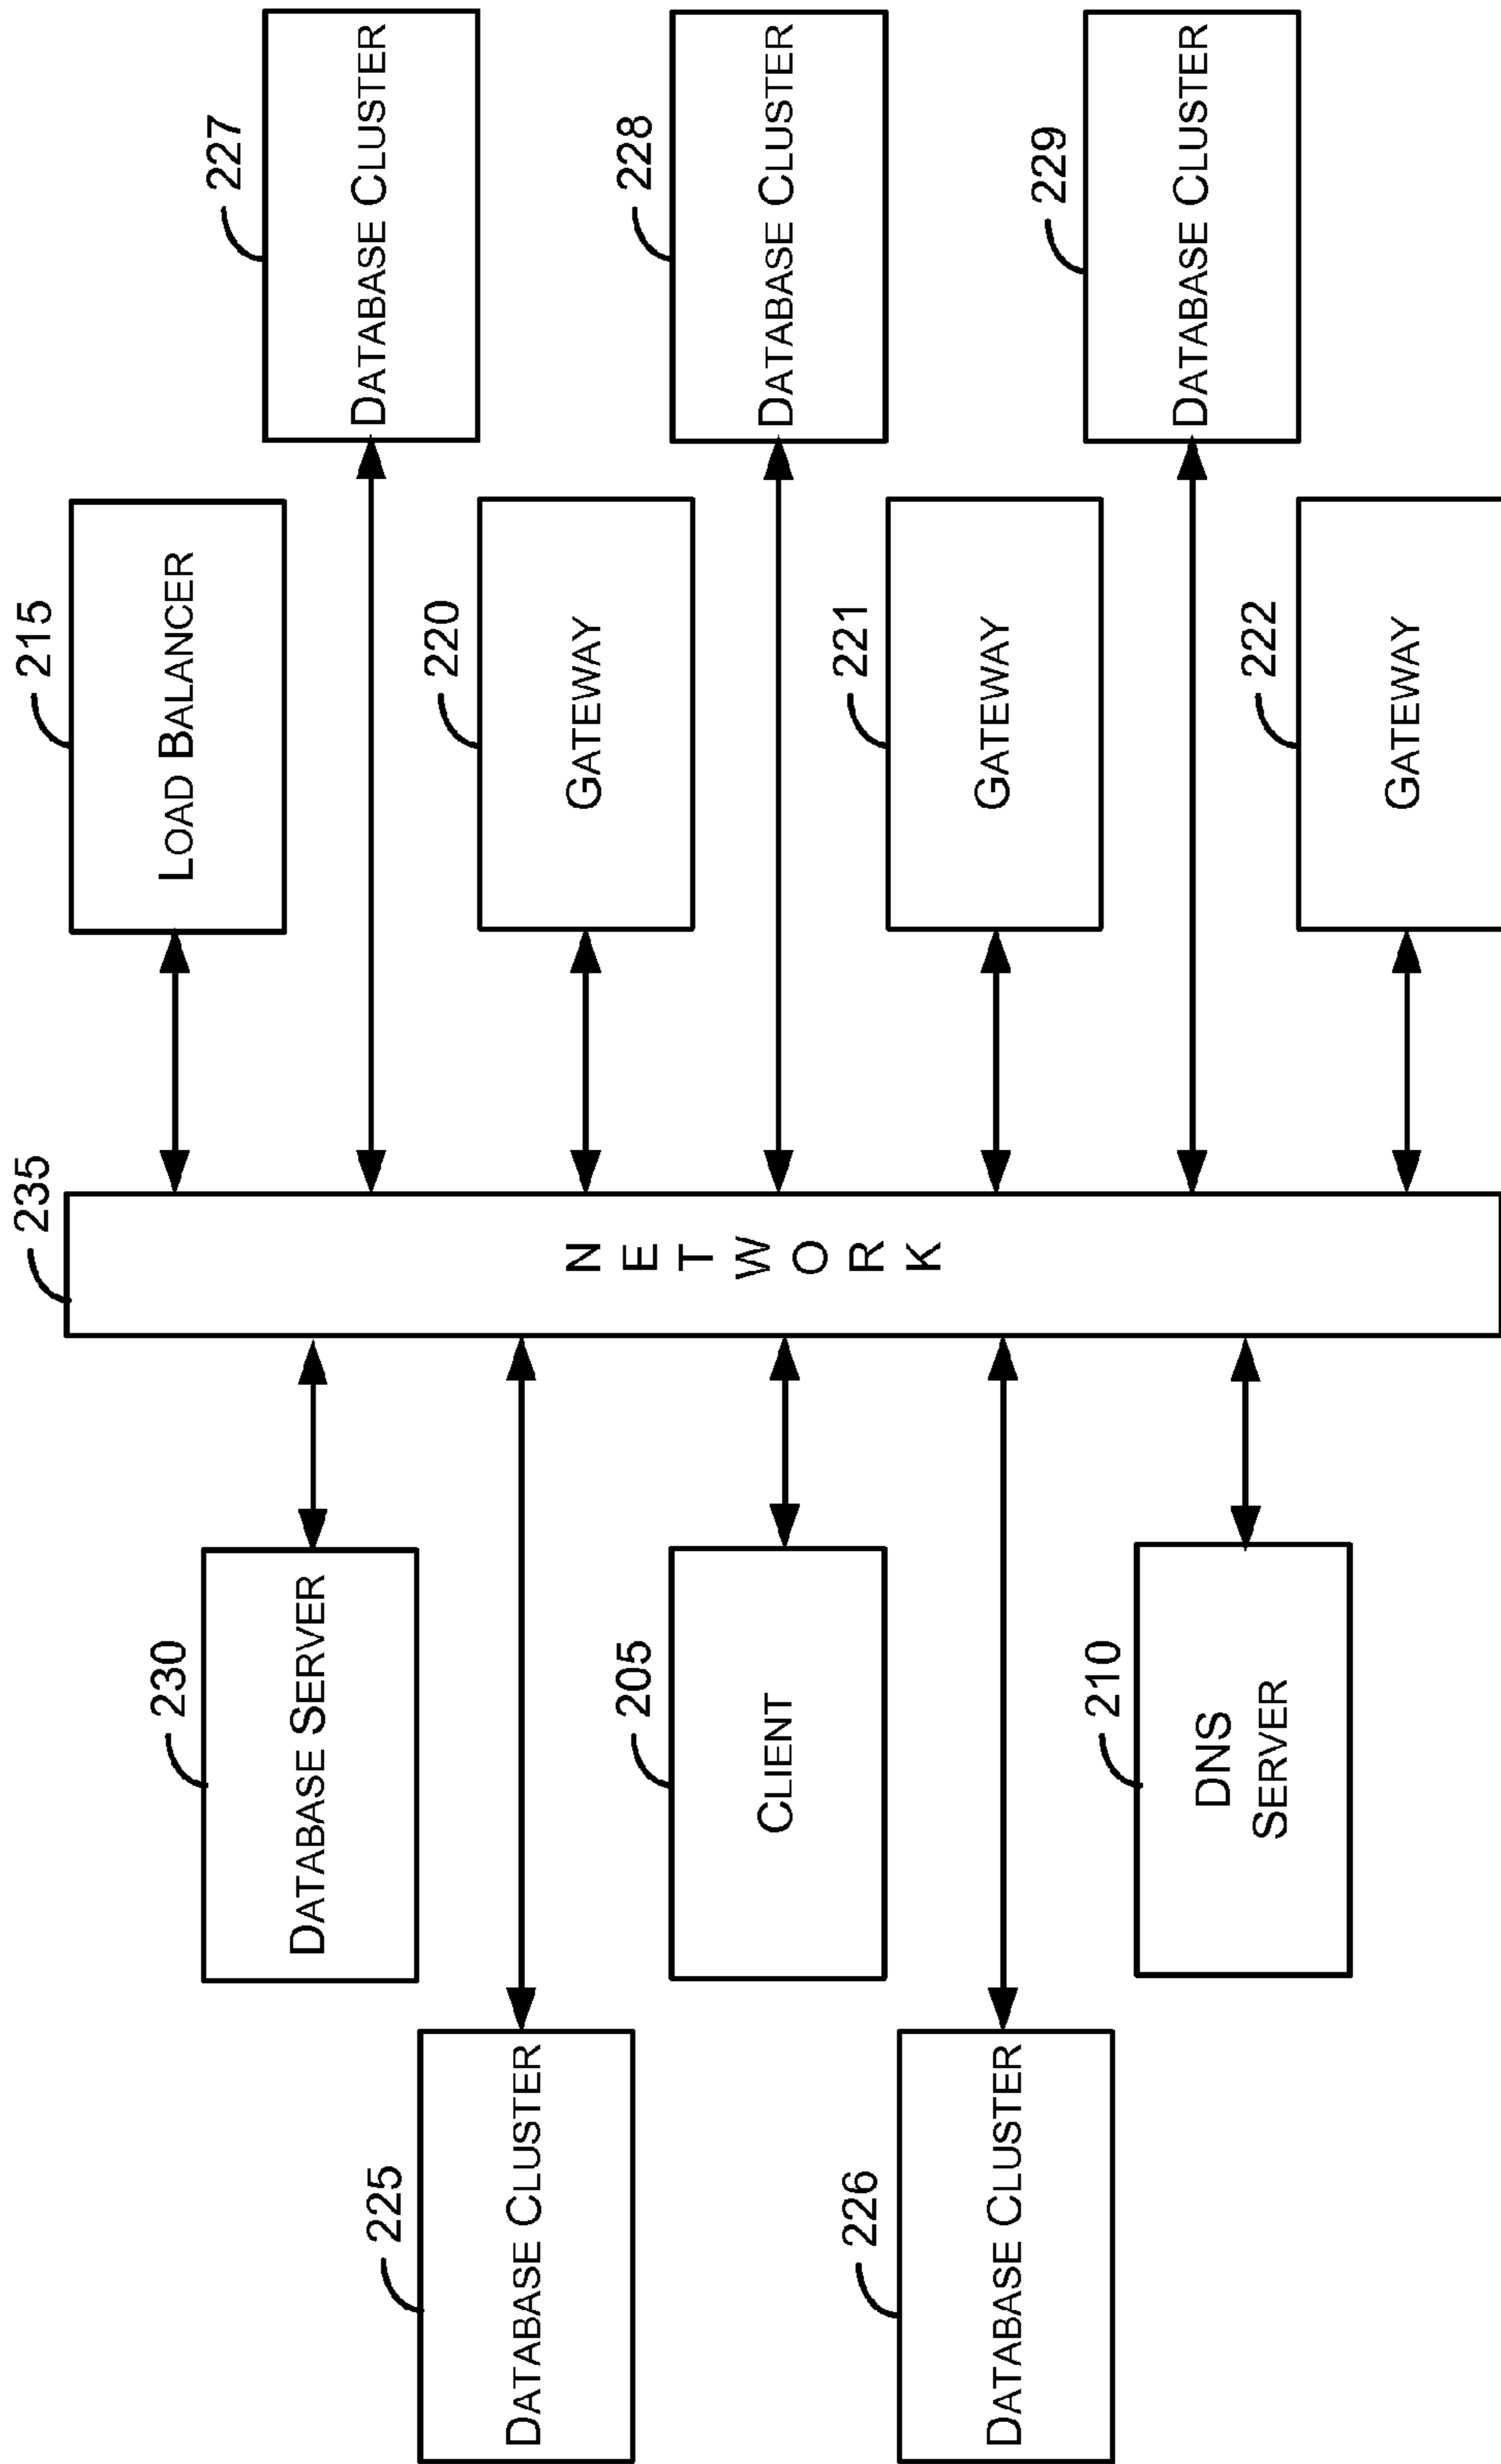 235
215
LOAD BALANCER
230
DATABASE SERVER
227
DATABASE CLUSTER
225
DATABASE CLUSTER
220
GATEWAY
N
E
T
W
O
R
K
205
CLIENT
228
DATABASE CLUSTER
221
GATEWAY
226
DATABASE CLUSTER
229
DATABASE CLUSTER
210
DNS
SERVER
222
GATEWAY